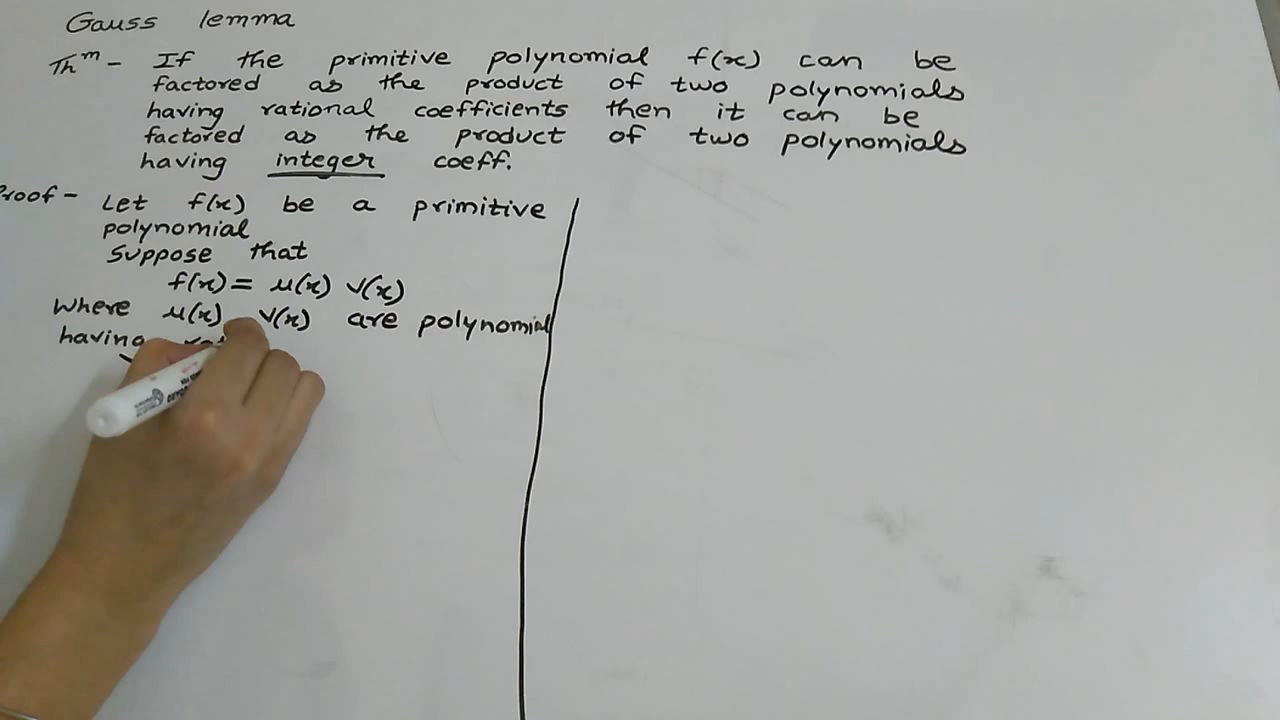 Gauss lemma
Thm - If the primitive polynomial f(x) can be
factored as the product of two polynomials
having rational coefficients then it can be
factored as the product of two polynomials
having integer coeff.
Proof - Let f(x) be a primitive
polynomial
Suppose that
f(x) = u(x) v(x)
Where u(x) v(x) are polynomial
having